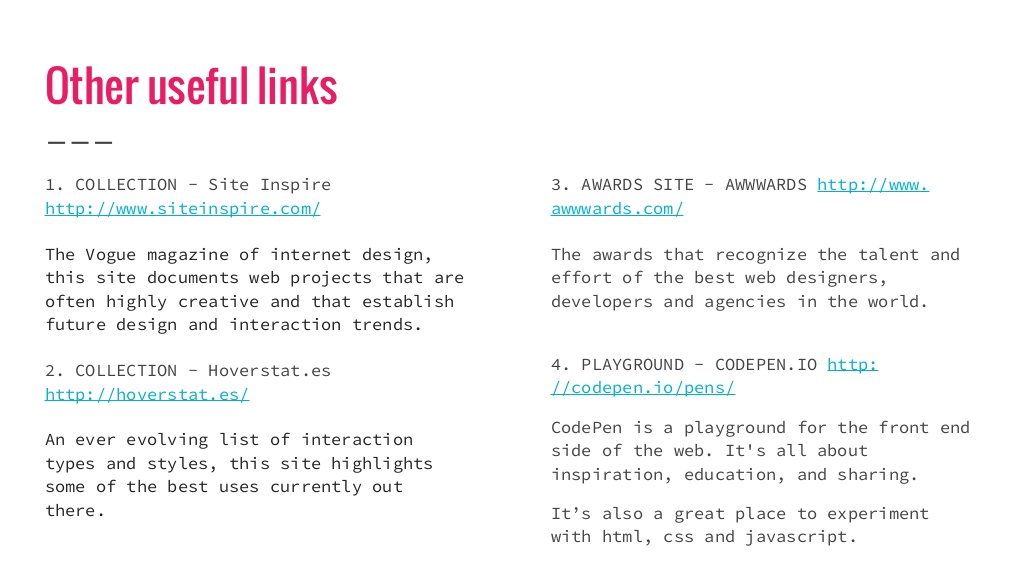 Other useful links
1. COLLECTION - Site Inspire
http://www.siteinspire.com/
The Vogue magazine of internet design,
this site documents web projects that are
often highly creative and that establish
future design and interaction trends.
2. COLLECTION - Hoverstat.es
http://hoverstat.es/
An ever evolving list of interaction
types and styles, this site highlights
some of the best uses currently out
there.
3. AWARDS SITE - AWWWARDS http://www.
awwwards.com/
The awards that recognize the talent and
effort of the best web designers,
developers and agencies in the world.
4. PLAYGROUND - CODEPEN.IO http:
//codepen.io/pens/
CodePen is a playground for the front end
side of the web. It's all about
inspiration, education, and sharing.
It’s also a great place to experiment
with html, css and javascript.